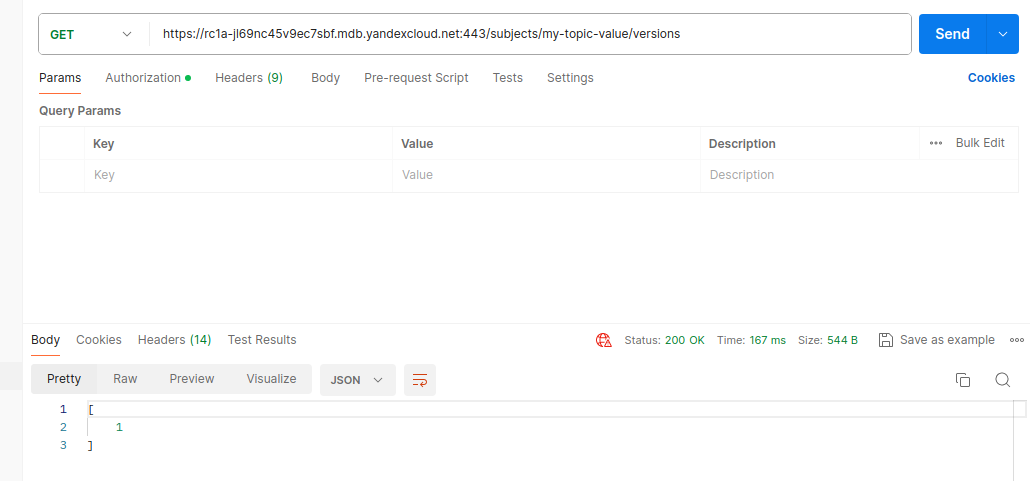 GET https://rc1a-jl69nc45v9ec7sbf.mdb.yandexcloud.net:443/subjects/my-topic-value/versions Send
Params Authorization Headers (9) Body Pre-request Script Tests Settings Cookies
Query Params
Key Value Description ••• Bulk Edit
Key Value Description
Body Cookies Headers (14) Test Results Status: 200 OK Time: 167 ms Size: 544 B Save as example
Pretty Raw Preview Visualize JSON
1 [
2 1
3 ]